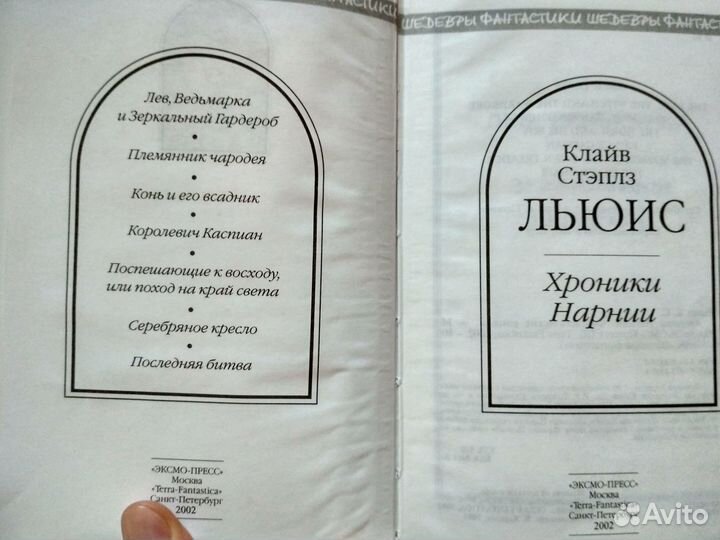 ФАНТАСТИКИ
Лев, Ведьмарка
и Зеркальный Гардероб
•
Племянник чародея
•
Конь и его всадник
•
Королевич Каспиан
•
Поспешающие к восходу,
или поход на край света
•
Серебряное кресло
•
Последняя битва
«ЭКСМО-ПРЕСС»
Москва
«Terra-Fantastica»
Санкт-Петербург
2002
ШЕДЕВРЫ ФАНТАСТИКИ ШЕДЕВРЫ ФАНТАС
Клайв
Стэплз
ЛЬЮИС
Хроники
Нарнии
«ЭКСМО-ПРЕСС»
Москва
«Terra-Fantastica»
Санкт-Петербург
2002
Avito